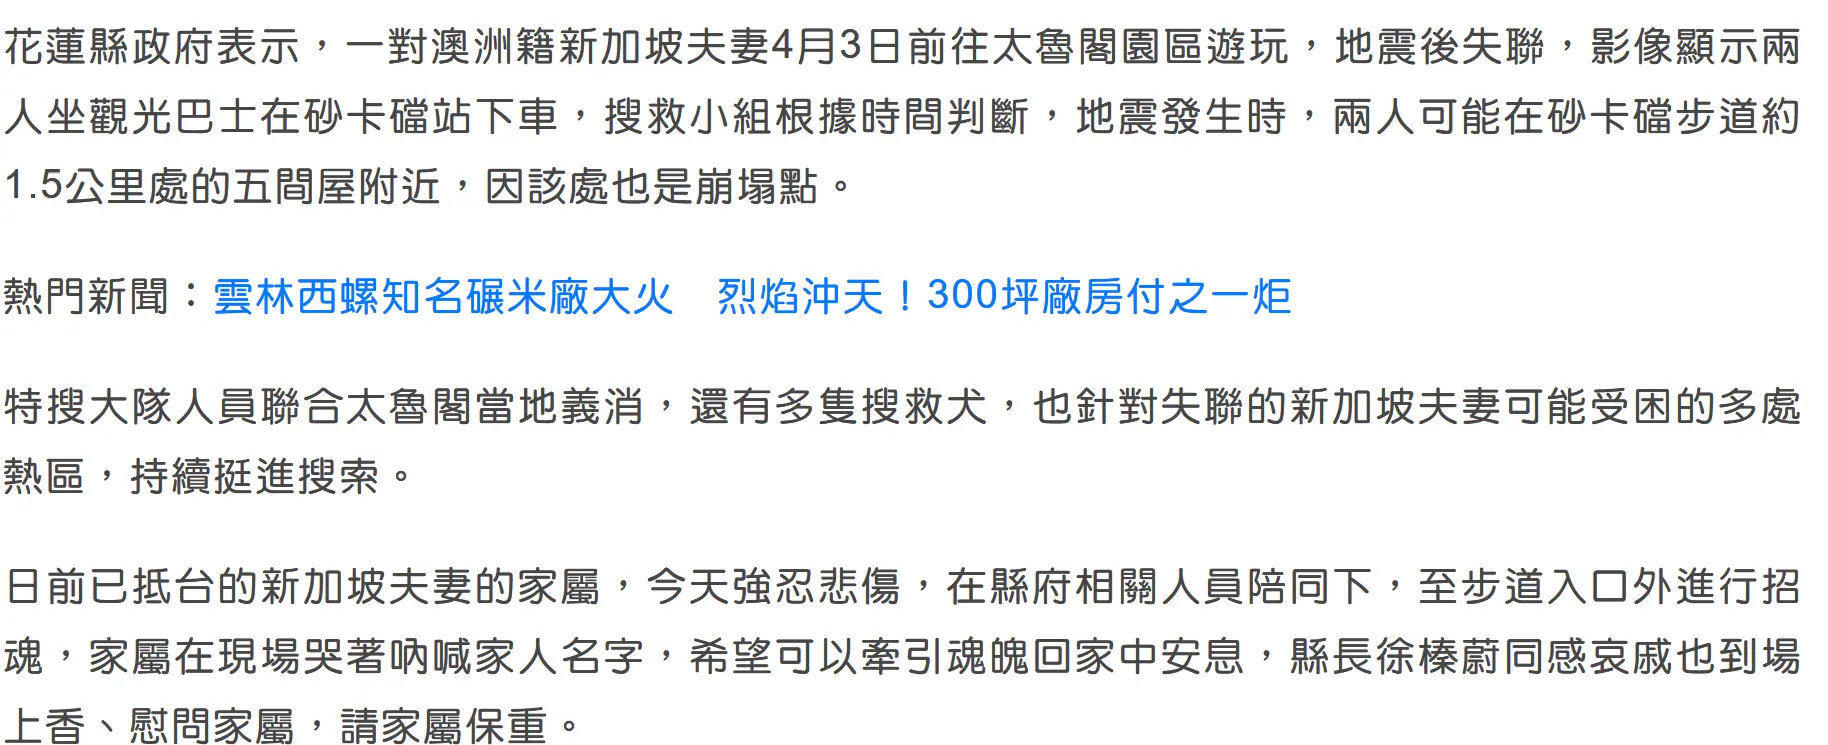 花蓮縣政府表示，一對澳洲籍新加坡夫妻4月3日前往太魯閣園區遊玩，地震後失聯，影像顯示兩
人坐觀光巴士在砂卡礑站下車，搜救小組根據時間判斷，地震發生時，兩人可能在砂卡礑步道約
1.5公里處的五間屋附近，因該處也是崩塌點。
熱門新聞：雲林西螺知名碾米廠大火　烈焰沖天！300坪廠房付之一炬
特搜大隊人員聯合太魯閣當地義消，還有多隻搜救犬，也針對失聯的新加坡夫妻可能受困的多處
熱區，持續挺進搜索。
日前已抵台的新加坡夫妻的家屬，今天強忍悲傷，在縣府相關人員陪同下，至步道入口外進行招
魂，家屬在現場哭著吶喊家人名字，希望可以牽引魂魄回家中安息，縣長徐榛蔚同感哀戚也到場
上香、慰問家屬，請家屬保重。